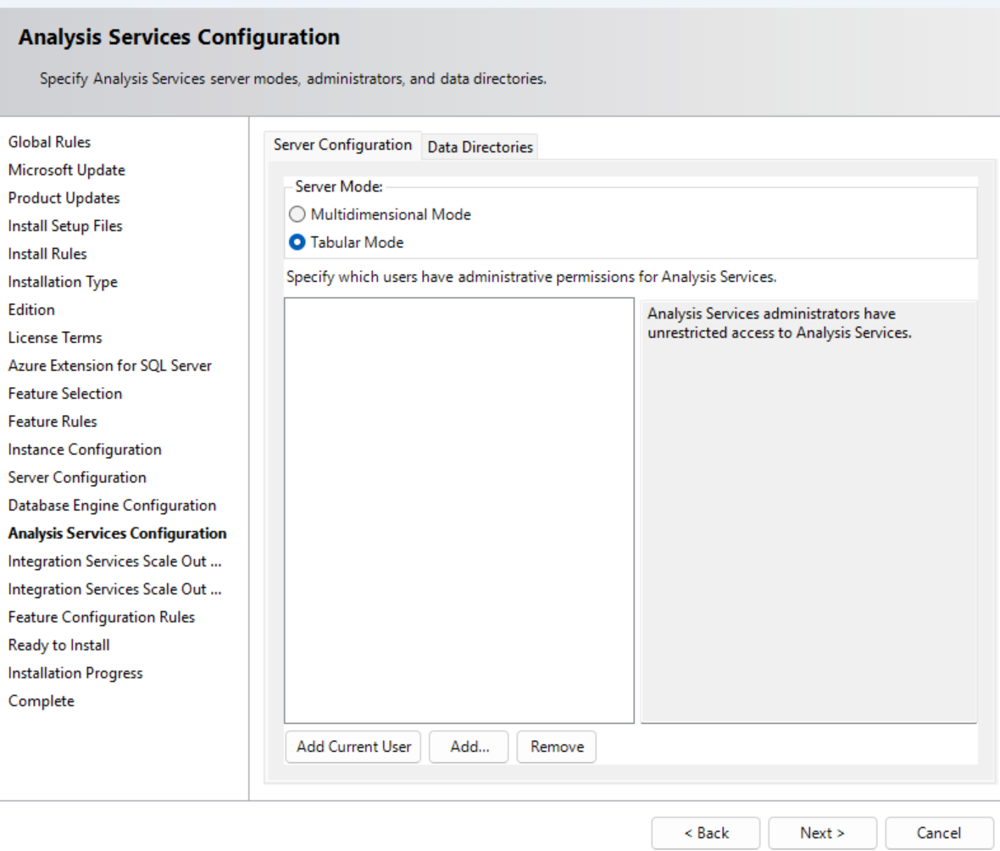 Analysis Services Configuration
Specify Analysis Services server modes, administrators, and data directories.
Global Rules
Microsoft Update
Product Updates
Install Setup Files
Install Rules
Installation Type
Edition
License Terms
Azure Extension for SQL Server
Feature Selection
Feature Rules
Instance Configuration
Server Configuration
Database Engine Configuration
Analysis Services Configuration
Integration Services Scale Out ...
Integration Services Scale Out ...
Feature Configuration Rules
Ready to Install
Installation Progress
Complete
Server Configuration
Data Directories
Server Mode:
Multidimensional Mode
Tabular Mode
Specify which users have administrative permissions for Analysis Services.
Analysis Services administrators have
unrestricted access to Analysis Services.
Add Current User
Add...
Remove
< Back
Next >
Cancel